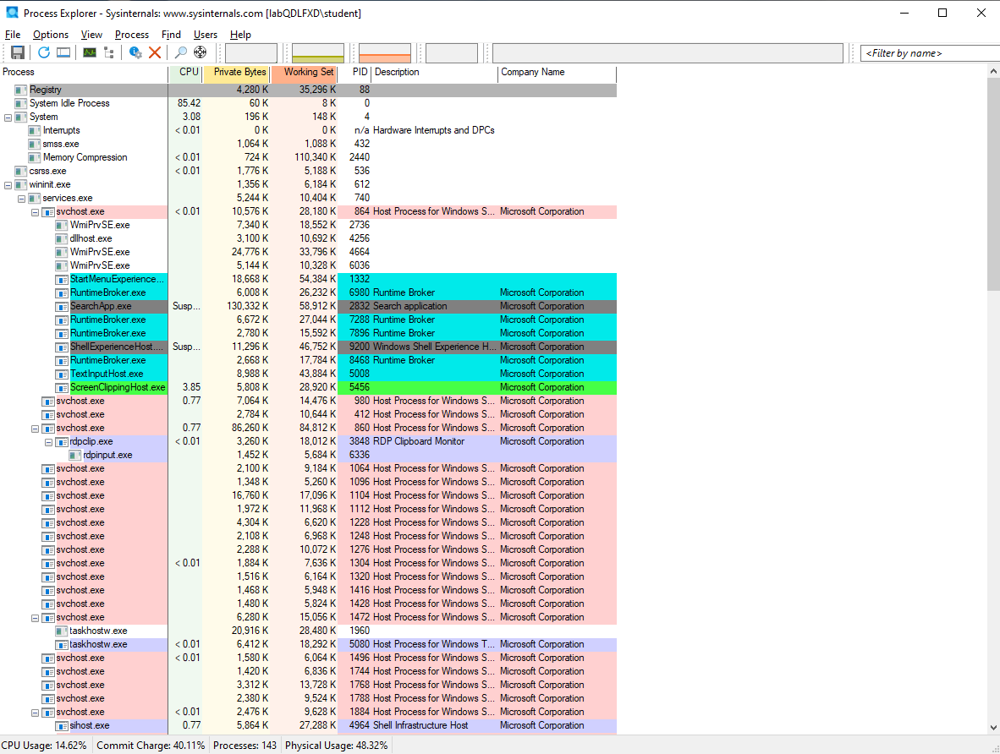 Process Explorer - Sysinternals: www.sysinternals.com [labQDLFXD\student]
File Options View Process Find Users Help
<Filter by name>
Process CPU Private Bytes Working Set PID Description Company Name
Registry 4,280 K 35,296 K 88
System Idle Process 85.42 60 K 8 K 0
System 3.08 196 K 148 K 4
Interrupts < 0.01 0 K 0 K n/a Hardware Interrupts and DPCs
smss.exe 1,064 K 1,088 K 432
Memory Compression < 0.01 724 K 110,340 K 2440
csrss.exe < 0.01 1,776 K 5,188 K 536
wininit.exe 1,356 K 6,184 K 612
services.exe 5,244 K 10,404 K 740
svchost.exe < 0.01 10,576 K 28,180 K 864 Host Process for Windows S... Microsoft Corporation
WmiPrvSE.exe 7,340 K 18,552 K 2736
dllhost.exe 3,100 K 10,692 K 4256
WmiPrvSE.exe 24,776 K 33,796 K 4664
WmiPrvSE.exe 5,144 K 10,328 K 6036
StartMenuExperience... 18,668 K 54,384 K 1332
RuntimeBroker.exe 6,008 K 26,232 K 6980 Runtime Broker Microsoft Corporation
SearchApp.exe Susp... 130,332 K 58,912 K 2832 Search application Microsoft Corporation
RuntimeBroker.exe 6,672 K 27,044 K 7288 Runtime Broker Microsoft Corporation
RuntimeBroker.exe 2,780 K 15,592 K 7896 Runtime Broker Microsoft Corporation
ShellExperienceHost.... Susp... 11,296 K 46,752 K 9200 Windows Shell Experience H... Microsoft Corporation
RuntimeBroker.exe 2,668 K 17,784 K 8468 Runtime Broker Microsoft Corporation
TextInputHost.exe 8,988 K 43,884 K 5008 Microsoft Corporation
ScreenClippingHost.exe 3.85 5,808 K 28,920 K 5456 Microsoft Corporation
svchost.exe 0.77 7,064 K 14,476 K 980 Host Process for Windows S... Microsoft Corporation
svchost.exe 2,784 K 10,644 K 412 Host Process for Windows S... Microsoft Corporation
svchost.exe 0.77 86,260 K 84,812 K 860 Host Process for Windows S... Microsoft Corporation
rdpclip.exe < 0.01 3,260 K 18,012 K 3848 RDP Clipboard Monitor Microsoft Corporation
rdpinput.exe 1,452 K 5,684 K 6336
svchost.exe 2,100 K 9,184 K 1064 Host Process for Windows S... Microsoft Corporation
svchost.exe 1,348 K 5,260 K 1096 Host Process for Windows S... Microsoft Corporation
svchost.exe 16,760 K 17,096 K 1104 Host Process for Windows S... Microsoft Corporation
svchost.exe 1,972 K 11,968 K 1112 Host Process for Windows S... Microsoft Corporation
svchost.exe 4,304 K 6,620 K 1228 Host Process for Windows S... Microsoft Corporation
svchost.exe 2,108 K 6,968 K 1248 Host Process for Windows S... Microsoft Corporation
svchost.exe 2,288 K 10,072 K 1276 Host Process for Windows S... Microsoft Corporation
svchost.exe < 0.01 1,884 K 7,636 K 1304 Host Process for Windows S... Microsoft Corporation
svchost.exe 1,516 K 6,164 K 1320 Host Process for Windows S... Microsoft Corporation
svchost.exe 1,468 K 5,948 K 1416 Host Process for Windows S... Microsoft Corporation
svchost.exe 1,480 K 5,824 K 1428 Host Process for Windows S... Microsoft Corporation
svchost.exe 6,280 K 15,056 K 1472 Host Process for Windows S... Microsoft Corporation
taskhostw.exe 20,916 K 28,480 K 1960
taskhostw.exe < 0.01 6,412 K 18,292 K 5080 Host Process for Windows T... Microsoft Corporation
svchost.exe < 0.01 1,580 K 6,064 K 1496 Host Process for Windows S... Microsoft Corporation
svchost.exe 1,420 K 6,836 K 1744 Host Process for Windows S... Microsoft Corporation
svchost.exe 3,312 K 13,728 K 1768 Host Process for Windows S... Microsoft Corporation
svchost.exe 2,380 K 9,524 K 1788 Host Process for Windows S... Microsoft Corporation
svchost.exe < 0.01 2,476 K 9,628 K 1884 Host Process for Windows S... Microsoft Corporation
sihost.exe 0.77 5,864 K 27,288 K 4964 Shell Infrastructure Host Microsoft Corporation
CPU Usage: 14.62% Commit Charge: 40.11% Processes: 143 Physical Usage: 48.32%